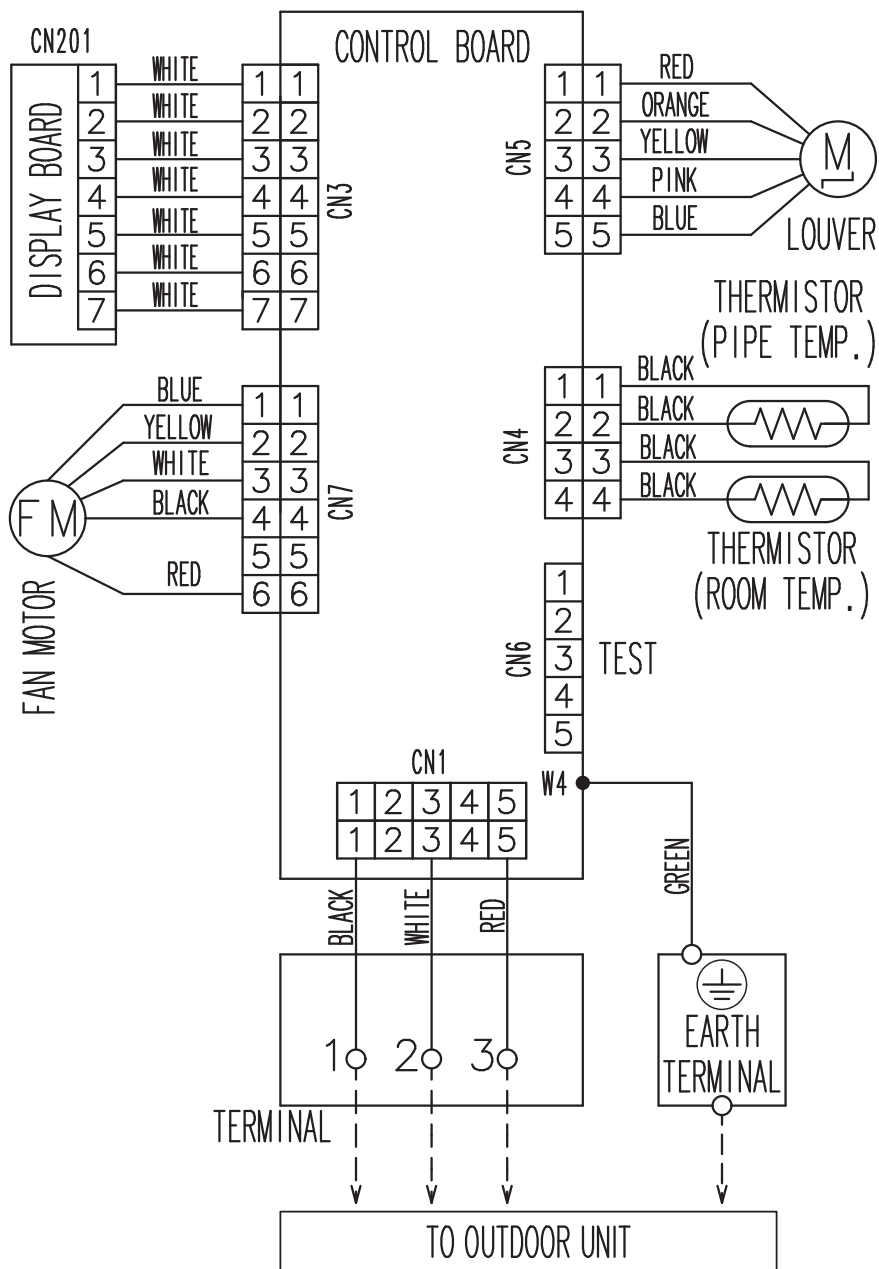 CN201
DISPLAY BOARD
1
2
3
4
5
6
7
WHITE
WHITE
WHITE
WHITE
WHITE
WHITE
WHITE
1 1
2 2
3 3
4 4
5 5
6 6
7 7
CN3
CONTROL BOARD
CN5
1 1
2 2
3 3
4 4
5 5
RED
ORANGE
YELLOW
PINK
BLUE
M
LOUVER
THERMISTOR
(PIPE TEMP.)
CN4
1 1
2 2
3 3
4 4
BLACK
BLACK
BLACK
BLACK
THERMISTOR
(ROOM TEMP.)
BLUE
YELLOW
WHITE
BLACK
RED
FM
FAN MOTOR
1 1
2 2
3 3
4 4
5 5
6 6
CN7
CN6
1
2
3
4
5
TEST
CN1
1 2 3 4 5
1 2 3 4 5
W4
BLACK
WHITE
RED
GREEN
1 2 3
TERMINAL
EARTH
TERMINAL
TO OUTDOOR UNIT